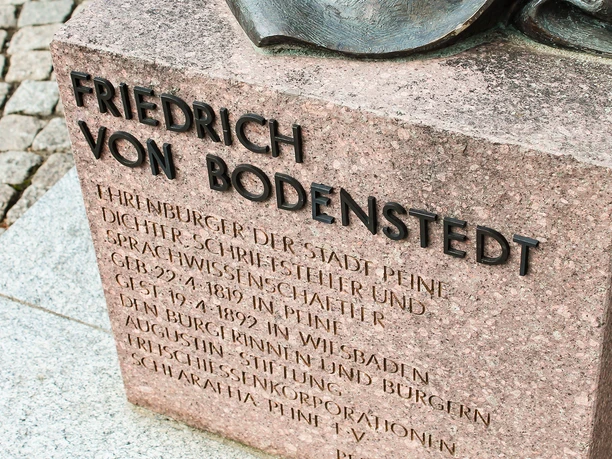 FRIEDRICH
VON BODENSTEDT
EHRENBÜRGER DER STADT PEINE
DICHTER-SCHRIFTSTELLER UND
SPRACHWISSENSCHAFTLER
GEB. 22.4.1819 IN PEINE
GEST. 19.4.1892 IN WIESBADEN
DEN BÜRGERINNEN UND BÜRGERN
AUGUSTIN-STIFTUNG
FREISCHIESSENKORPORATIONEN
SCHLARAFFIA PEINE E.V.